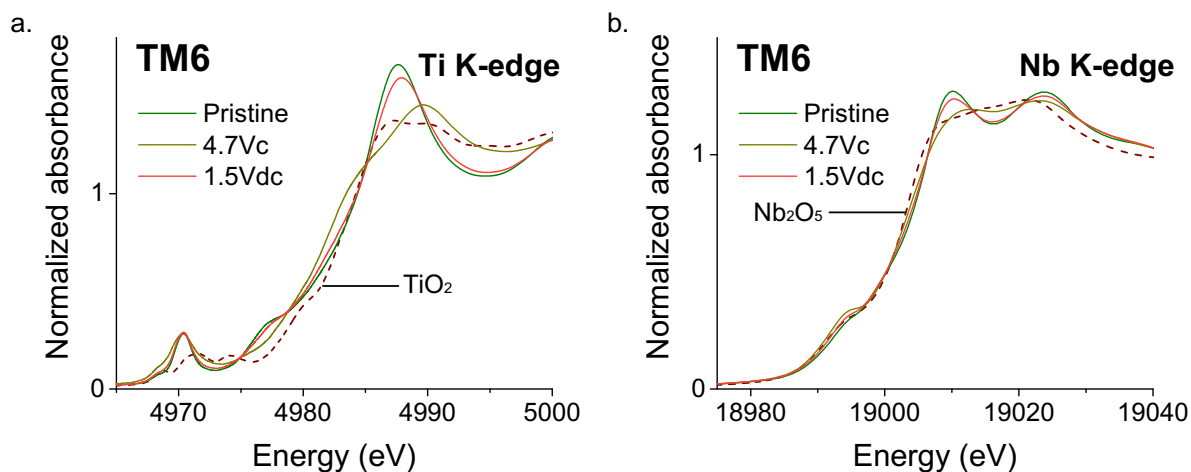 a.
TM6
Ti K-edge
Pristine
4.7Vc
1.5Vdc
TiO2
1
0
Normalized absorbance
4970
4980
4990
5000
Energy (eV)
b.
TM6
Nb K-edge
Pristine
4.7Vc
1.5Vdc
Nb2O5
1
0
Normalized absorbance
18980
19000
19020
19040
Energy (eV)